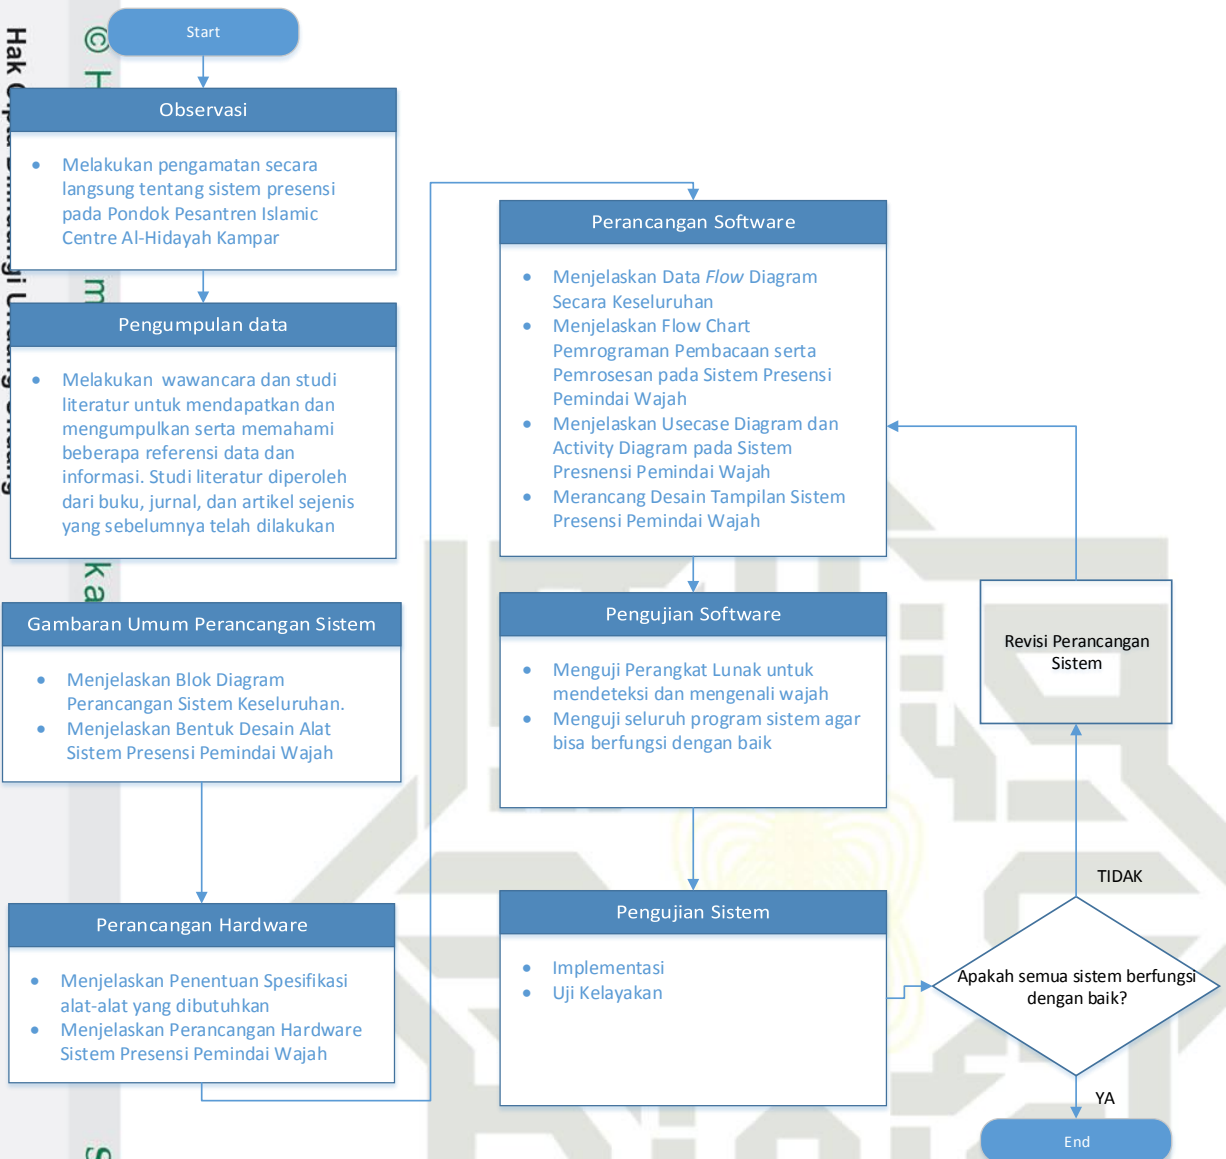 Start
Observasi
• Melakukan pengamatan secara
langsung tentang sistem presensi
pada Pondok Pesantren Islamic
Centre Al-Hidayah Kampar
Pengumpulan data
• Melakukan wawancara dan studi
literatur untuk mendapatkan dan
mengumpulkan serta memahami
beberapa referensi data dan
informasi. Studi literatur diperoleh
dari buku, jurnal, dan artikel sejenis
yang sebelumnya telah dilakukan
Gambaran Umum Perancangan Sistem
• Menjelaskan Blok Diagram
Perancangan Sistem Keseluruhan.
• Menjelaskan Bentuk Desain Alat
Sistem Presensi Pemindai Wajah
Perancangan Hardware
• Menjelaskan Penentuan Spesifikasi
alat-alat yang dibutuhkan
• Menjelaskan Perancangan Hardware
Sistem Presensi Pemindai Wajah
Perancangan Software
• Menjelaskan Data Flow Diagram
Secara Keseluruhan
• Menjelaskan Flow Chart
Pemrograman Pembacaan serta
Pemrosesan pada Sistem Presensi
Pemindai Wajah
• Menjelaskan Usecase Diagram dan
Activity Diagram pada Sistem
Presnensi Pemindai Wajah
• Merancang Desain Tampilan Sistem
Presensi Pemindai Wajah
Pengujian Software
• Menguji Perangkat Lunak untuk
mendeteksi dan mengenali wajah
• Menguji seluruh program sistem agar
bisa berfungsi dengan baik
Pengujian Sistem
• Implementasi
• Uji Kelayakan
Apakah semua sistem berfungsi
dengan baik?
TIDAK
Revisi Perancangan
Sistem
YA
End
Hak
©